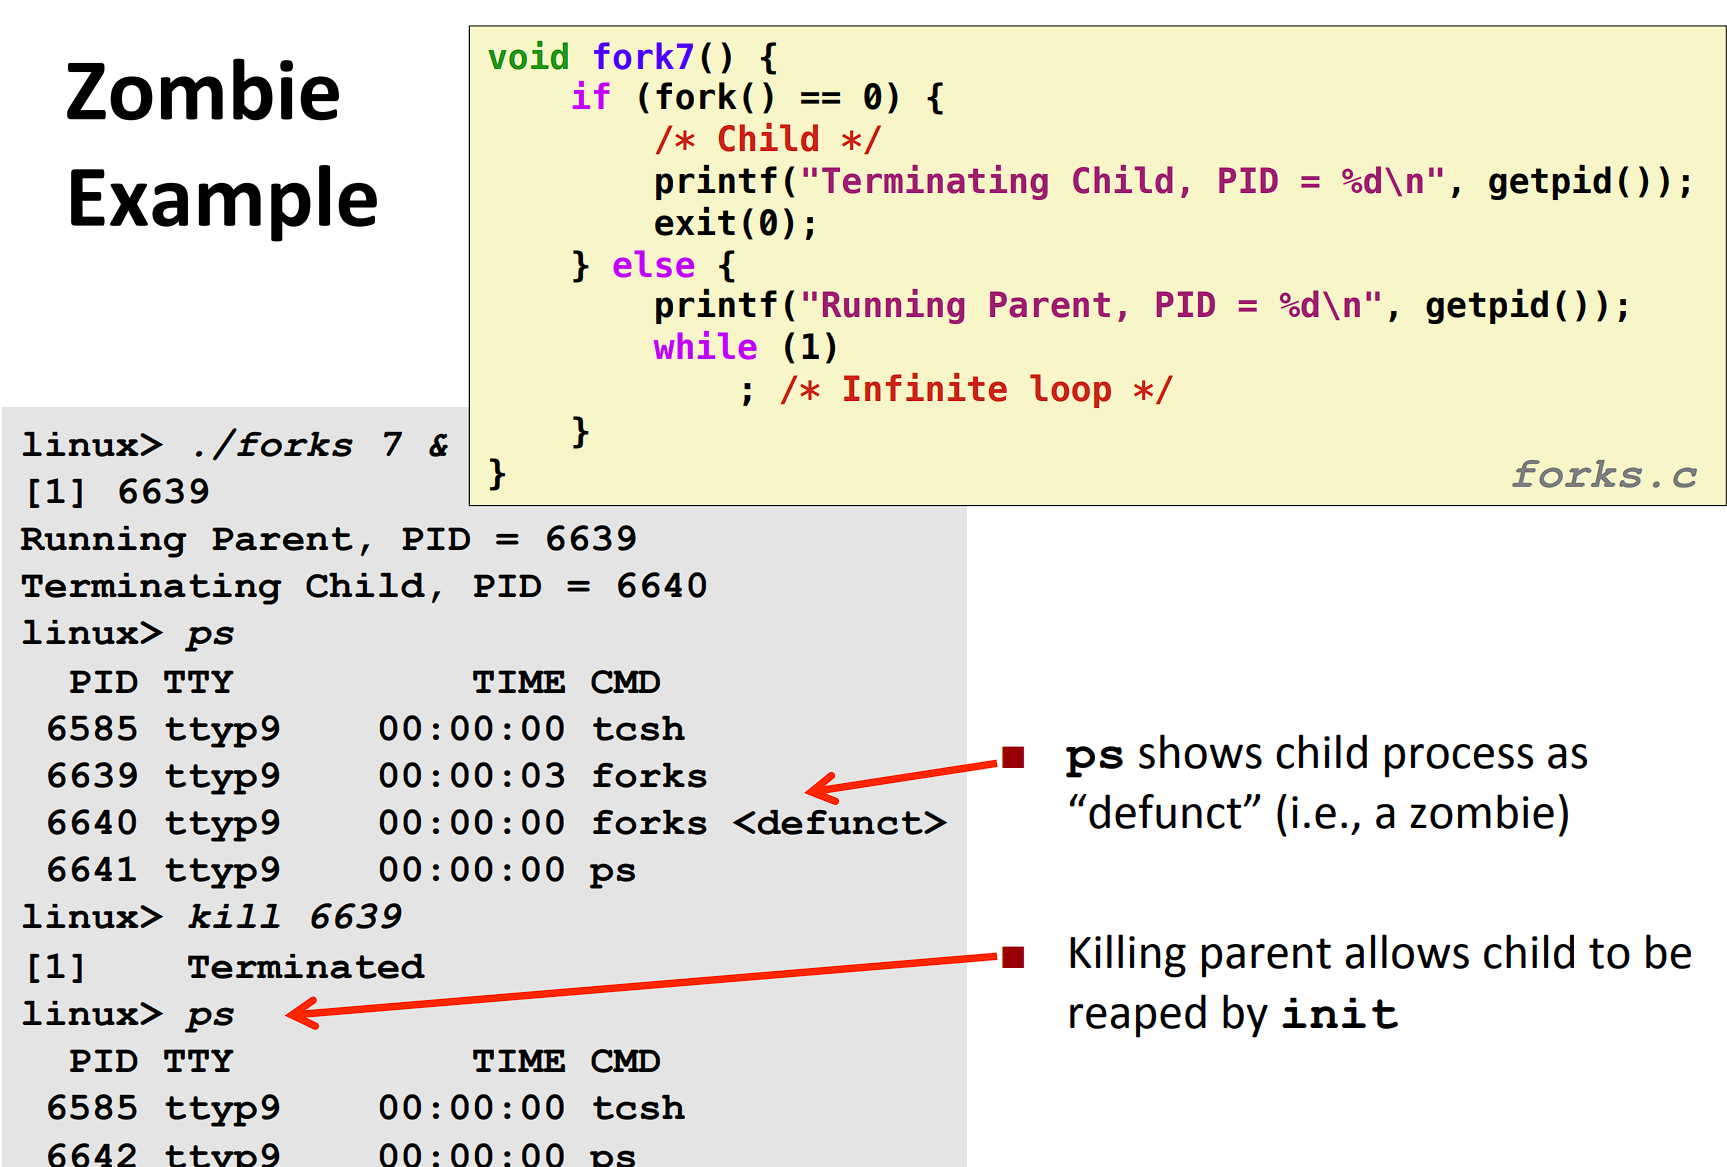 Zombie
Example
void fork7() {
    if (fork() == 0) {
        /* Child */
        printf("Terminating Child, PID = %d\n", getpid());
        exit(0);
    } else {
        printf("Running Parent, PID = %d\n", getpid());
        while (1)
            ; /* Infinite loop */
    }
}
forks.c
linux> ./forks 7 &
[1] 6639
Running Parent, PID = 6639
Terminating Child, PID = 6640
linux> ps
  PID TTY          TIME CMD
 6585 ttyp9    00:00:00 tcsh
 6639 ttyp9    00:00:03 forks
 6640 ttyp9    00:00:00 forks <defunct>
 6641 ttyp9    00:00:00 ps
linux> kill 6639
[1]    Terminated
linux> ps
  PID TTY          TIME CMD
 6585 ttyp9    00:00:00 tcsh
 6642 ttyp9    00:00:00 ps
ps shows child process as
“defunct” (i.e., a zombie)
Killing parent allows child to be
reaped by init